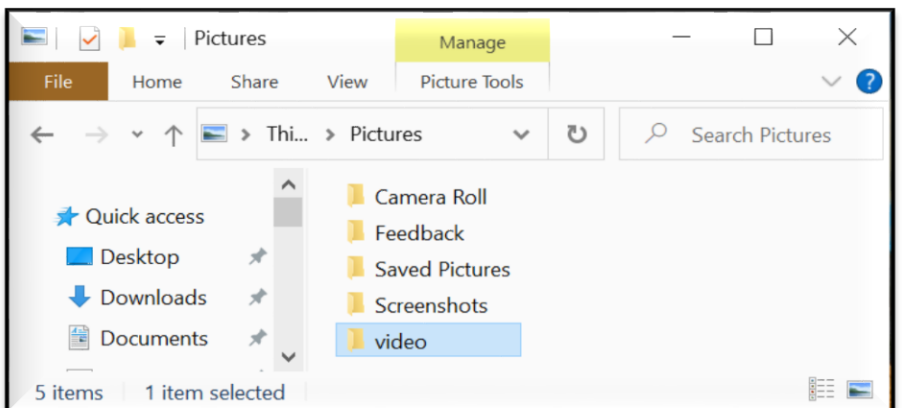 Pictures
Manage
File
Home
Share
View
Picture Tools
?
Thi...
Pictures
Search Pictures
Quick access
Desktop
Downloads
Documents
Camera Roll
Feedback
Saved Pictures
Screenshots
video
5 items
1 item selected